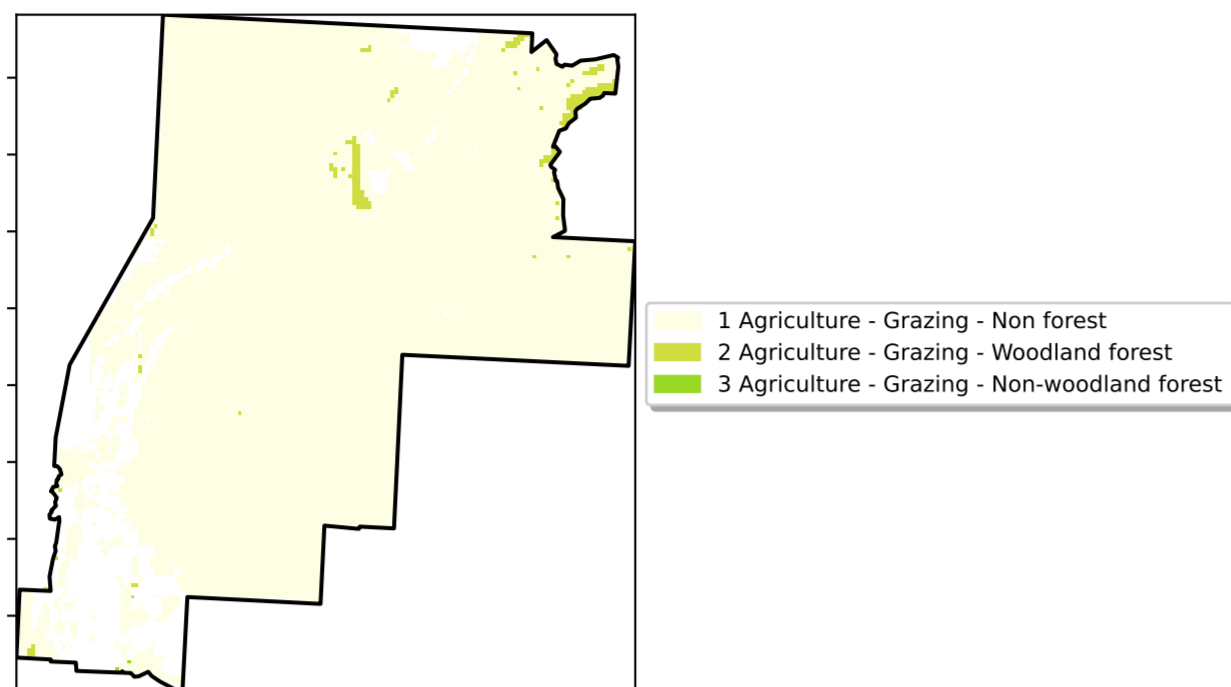 1 Agriculture - Grazing - Non forest
2 Agriculture - Grazing - Woodland forest
3 Agriculture - Grazing - Non-woodland forest